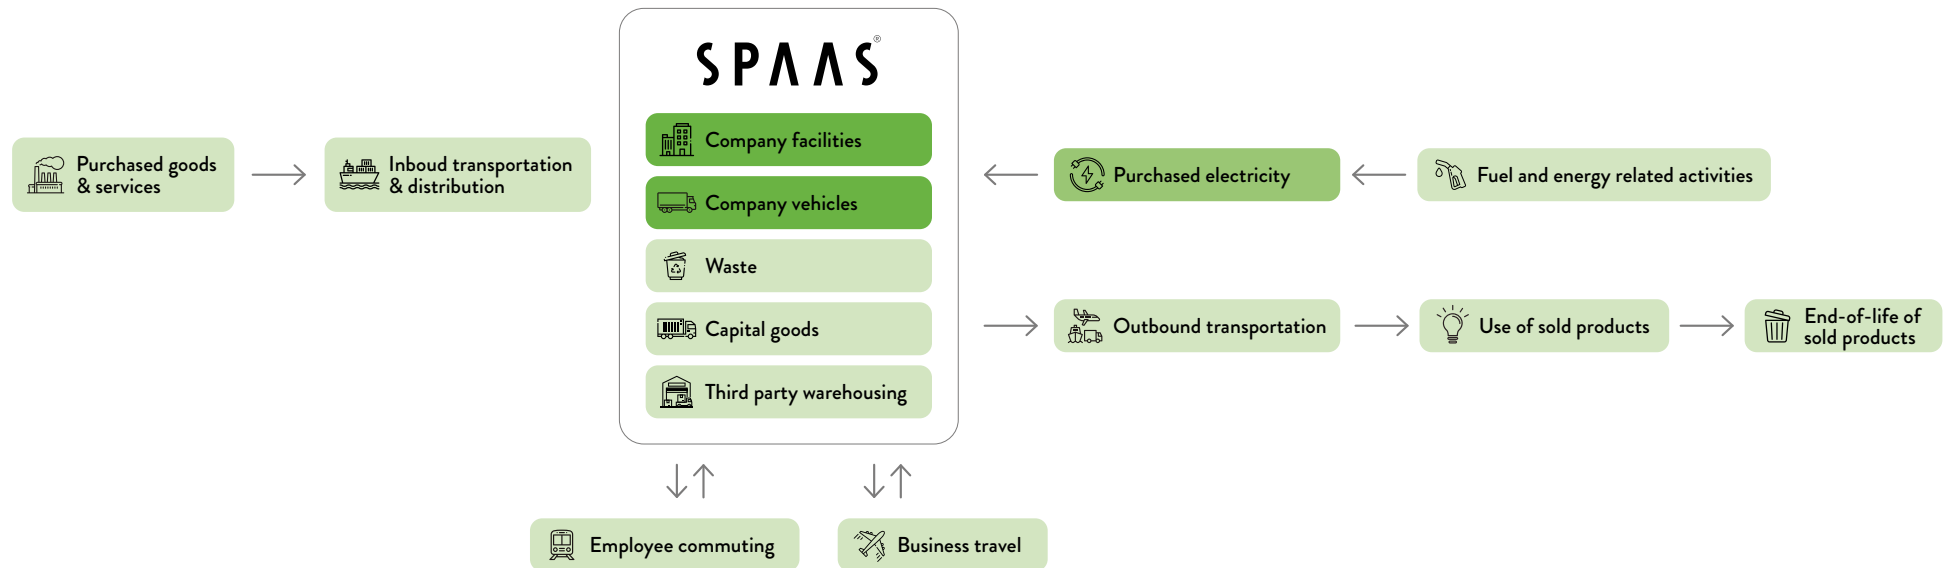 SPAAS®
Purchased goods
& services
Inboud transportation
& distribution
Company facilities
Company vehicles
Waste
Capital goods
Third party warehousing
Purchased electricity
Fuel and energy related activities
Outbound transportation
Use of sold products
End-of-life of
sold products
Employee commuting
Business travel